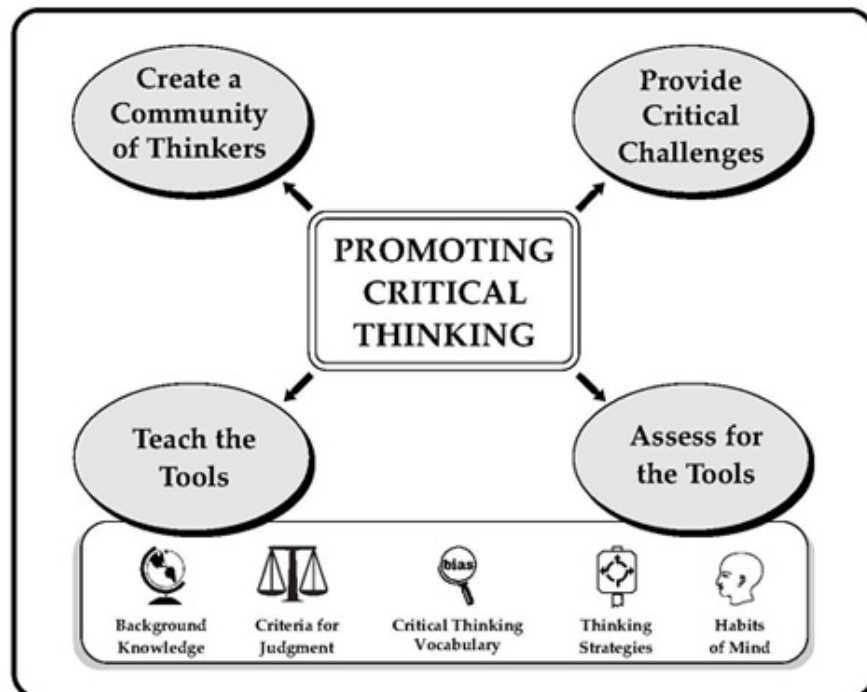 Create a
Community
of Thinkers
Provide
Critical
Challenges
PROMOTING
CRITICAL
THINKING
Teach the
Tools
Assess for
the Tools
bias
Background
Knowledge
Criteria for
Judgment
Critical Thinking
Vocabulary
Thinking
Strategies
Habits
of Mind